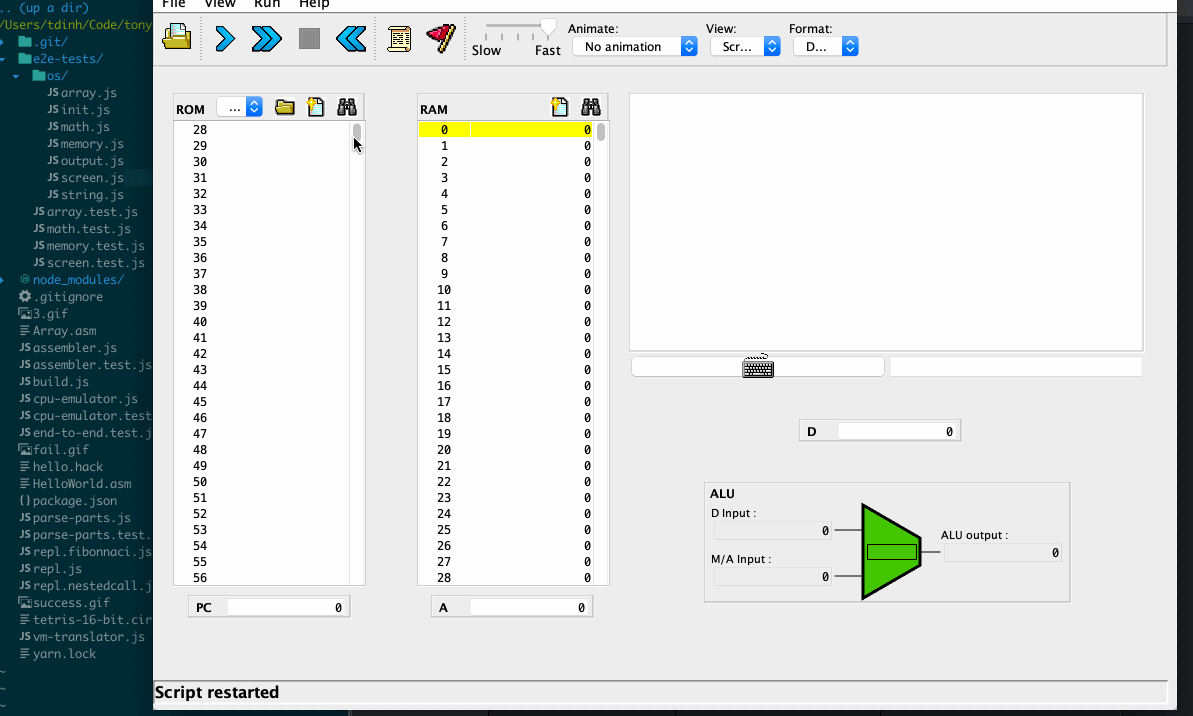 .. (up a dir)
/Users/tdinh/Code/tony
.git/
e2e-tests/
os/
JS array.js
JS init.js
JS math.js
JS memory.js
JS output.js
JS screen.js
JS string.js
JS array.test.js
JS math.test.js
JS memory.test.js
JS screen.test.js
node_modules/
.gitignore
3.gif
Array.asm
JS assembler.js
JS assembler.test.js
JS build.js
JS cpu-emulator.js
JS cpu-emulator.test
JS end-to-end.test.j
fail.gif
hello.hack
HelloWorld.asm
{} package.json
JS parse-parts.js
JS parse-parts.test.
JS repl.fibonnaci.js
JS repl.js
JS repl.nestedcall.j
success.gif
tetris-16-bit.cir
JS vm-translator.js
yarn.lock
~
~
~
File View Run Help
Slow Fast
Animate:
No animation
View:
Scr...
Format:
D...
ROM ...
28
29
30
31
32
33
34
35
36
37
38
39
40
41
42
43
44
45
46
47
48
49
50
51
52
53
54
55
56
PC 0
RAM
0 0
1 0
2 0
3 0
4 0
5 0
6 0
7 0
8 0
9 0
10 0
11 0
12 0
13 0
14 0
15 0
16 0
17 0
18 0
19 0
20 0
21 0
22 0
23 0
24 0
25 0
26 0
27 0
28 0
A 0
D 0
ALU
D Input :
0
M/A Input :
0
ALU output :
0
Script restarted